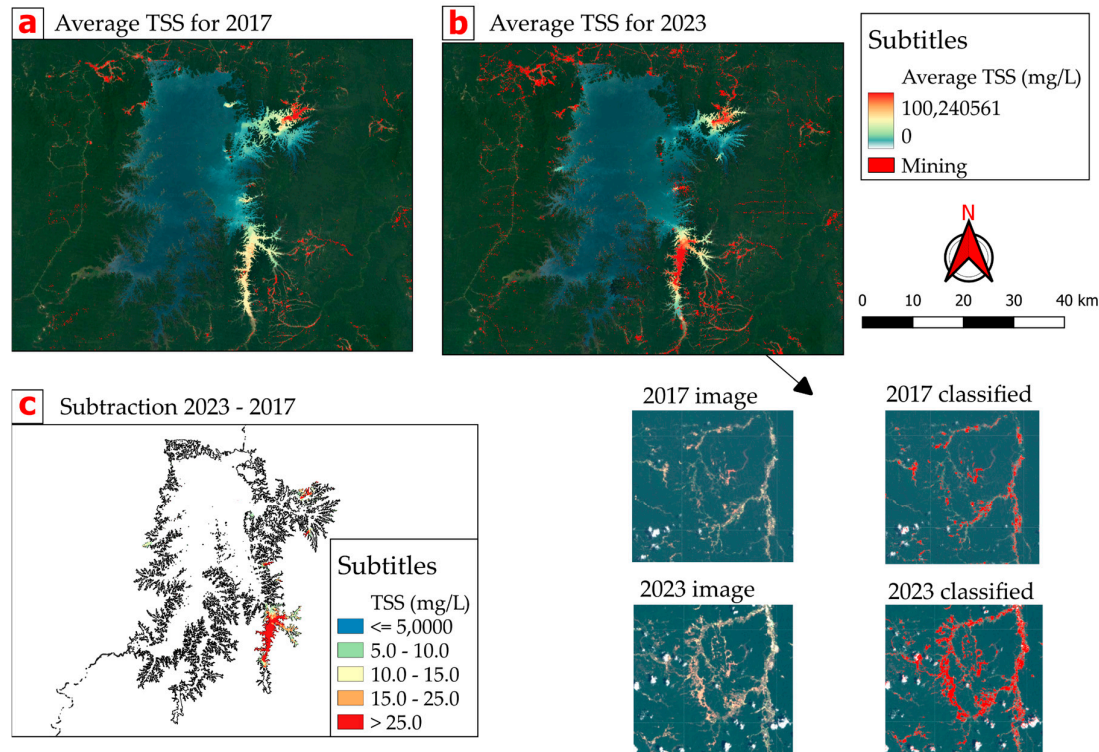 a Average TSS for 2017
b Average TSS for 2023
Subtitles
Average TSS (mg/L)
100,240561
0
Mining
N
0 10 20 30 40 km
c Subtraction 2023 - 2017
Subtitles
TSS (mg/L)
<= 5,0000
5.0 - 10.0
10.0 - 15.0
15.0 - 25.0
> 25.0
2017 image
2017 classified
2023 image
2023 classified